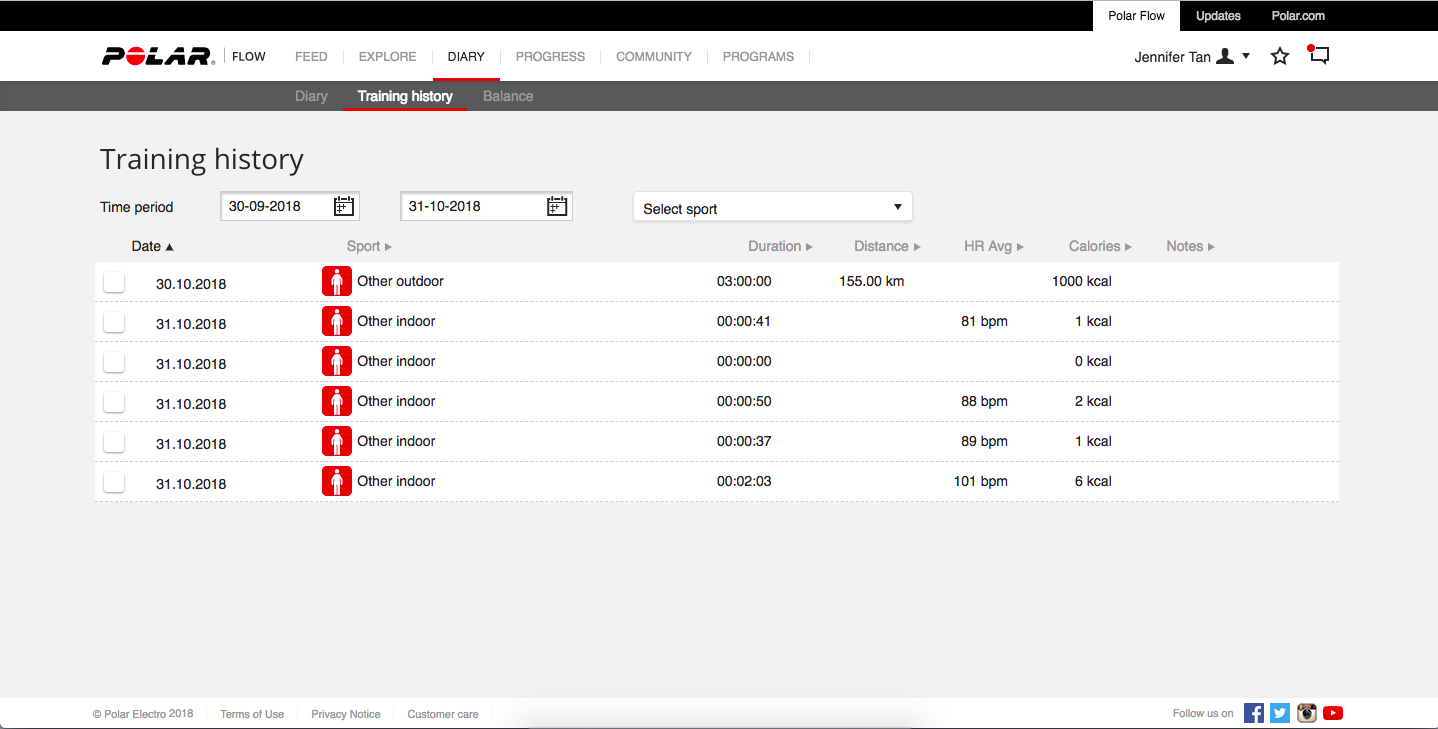 Polar Flow Updates Polar.com
POLAR FLOW FEED EXPLORE DIARY PROGRESS COMMUNITY PROGRAMS Jennifer Tan
Diary Training history Balance
Training history
Time period 30-09-2018 31-10-2018 Select sport
Date Sport Duration Distance HR Avg Calories Notes
30.10.2018 Other outdoor 03:00:00 155.00 km 1000 kcal
31.10.2018 Other indoor 00:00:41 81 bpm 1 kcal
31.10.2018 Other indoor 00:00:00 0 kcal
31.10.2018 Other indoor 00:00:50 88 bpm 2 kcal
31.10.2018 Other indoor 00:00:37 89 bpm 1 kcal
31.10.2018 Other indoor 00:02:03 101 bpm 6 kcal
© Polar Electro 2018 Terms of Use Privacy Notice Customer care Follow us on